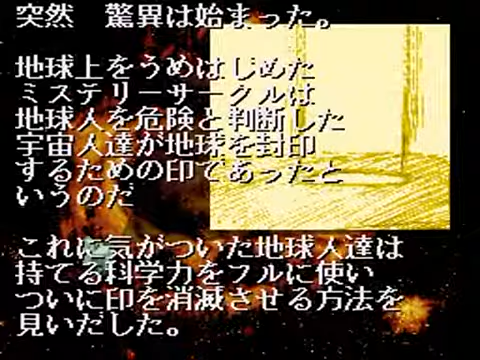 突然　驚異は始まった。
地球上をうめはじめた
ミステリーサークルは
地球人を危険と判断した
宇宙人達が地球を封印
するための印であったと
いうのだ
これに気がついた地球人達は
持てる科学力をフルに使い
ついに印を消滅させる方法を
見いだした。